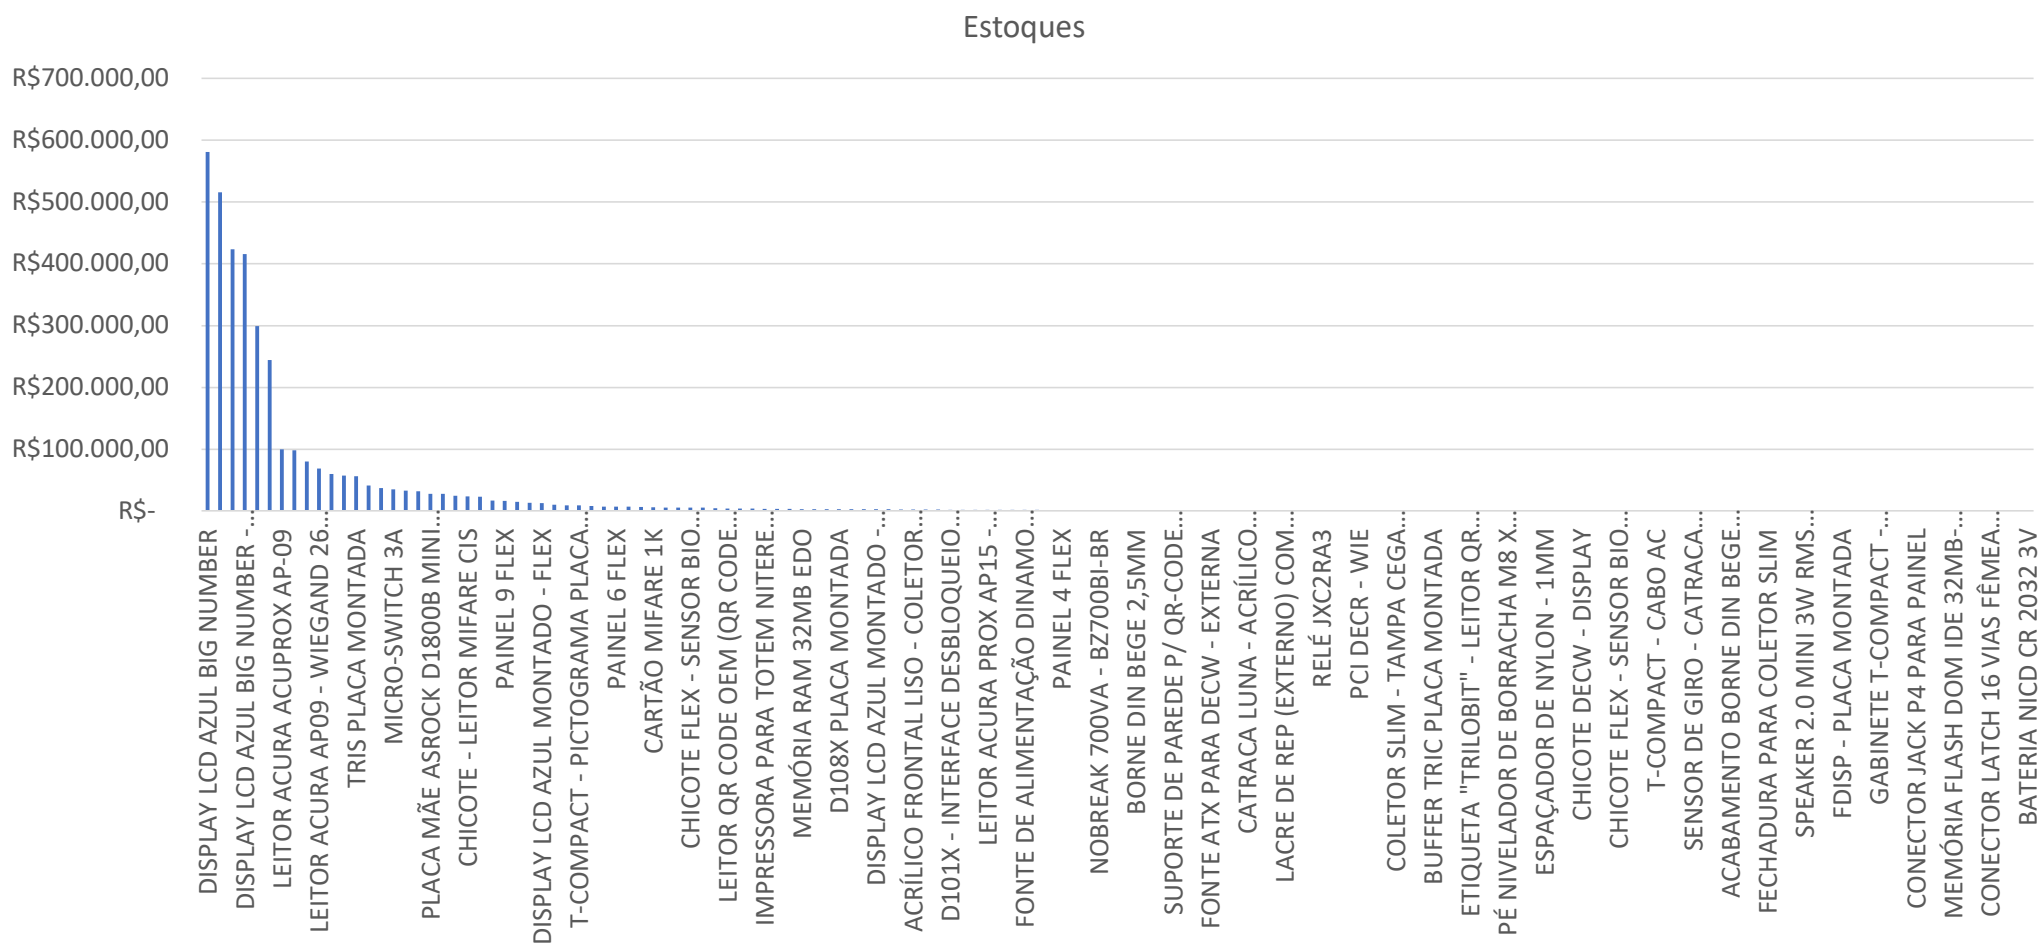 Estoques
R$700.000,00
R$600.000,00
R$500.000,00
R$400.000,00
R$300.000,00
R$200.000,00
R$100.000,00
R$-
DISPLAY LCD AZUL BIG NUMBER
DISPLAY LCD AZUL BIG NUMBER -…
LEITOR ACURA ACUPROX AP-09
LEITOR ACURA AP09 - WIEGAND 26…
TRIS PLACA MONTADA
MICRO-SWITCH 3A
PLACA MÃE ASROCK D1800B MINI…
CHICOTE - LEITOR MIFARE CIS
PAINEL 9 FLEX
DISPLAY LCD AZUL MONTADO - FLEX
T-COMPACT - PICTOGRAMA PLACA…
PAINEL 6 FLEX
CARTÃO MIFARE 1K
CHICOTE FLEX - SENSOR BIO…
LEITOR QR CODE OEM (QR CODE…
IMPRESSORA PARA TOTEM NITERE…
MEMÓRIA RAM 32MB EDO
D108X PLACA MONTADA
DISPLAY LCD AZUL MONTADO -…
ACRÍLICO FRONTAL LISO - COLETOR…
D101X - INTERFACE DESBLOQUEIO…
LEITOR ACURA PROX AP15 -…
FONTE DE ALIMENTAÇÃO DINAMO…
PAINEL 4 FLEX
NOBREAK 700VA - BZ700BI-BR
BORNE DIN BEGE 2,5MM
SUPORTE DE PAREDE P/ QR-CODE…
FONTE ATX PARA DECW - EXTERNA
CATRACA LUNA - ACRÍLICO…
LACRE DE REP (EXTERNO) COM…
RELÉ JXC2RA3
PCI DECR - WIE
COLETOR SLIM - TAMPA CEGA…
BUFFER TRIC PLACA MONTADA
ETIQUETA "TRILOBIT" - LEITOR QR…
PÉ NIVELADOR DE BORRACHA M8 X…
ESPAÇADOR DE NYLON - 1MM
CHICOTE DECW - DISPLAY
CHICOTE FLEX - SENSOR BIO…
T-COMPACT - CABO AC
SENSOR DE GIRO - CATRACA…
ACABAMENTO BORNE DIN BEGE…
FECHADURA PARA COLETOR SLIM
SPEAKER 2.0 MINI 3W RMS…
FDISP - PLACA MONTADA
GABINETE T-COMPACT -…
CONECTOR JACK P4 PARA PAINEL
MEMÓRIA FLASH DOM IDE 32MB-…
CONECTOR LATCH 16 VIAS FÊMEA…
BATERIA NICD CR 2032 3V